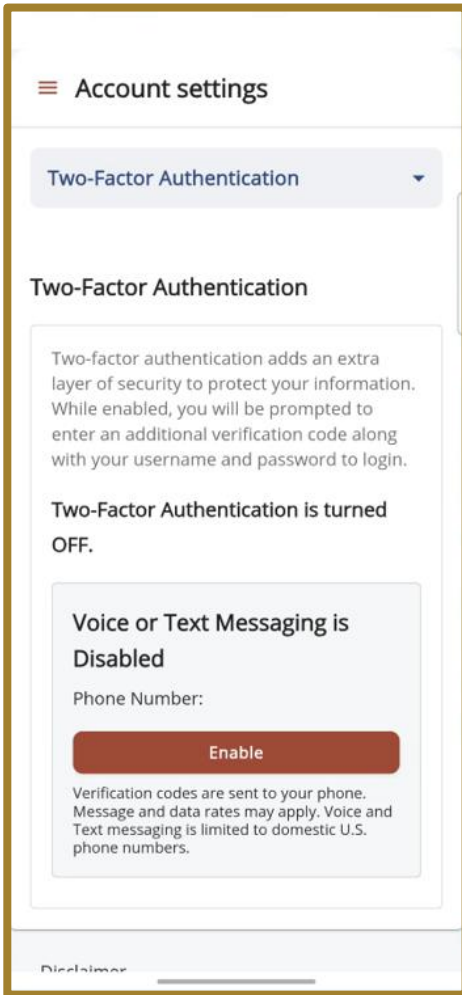 Account settings
Two-Factor Authentication
Two-Factor Authentication
Two-factor authentication adds an extra
layer of security to protect your information.
While enabled, you will be prompted to
enter an additional verification code along
with your username and password to login.
Two-Factor Authentication is turned
OFF.
Voice or Text Messaging is
Disabled
Phone Number:
Enable
Verification codes are sent to your phone.
Message and data rates may apply. Voice and
Text messaging is limited to domestic U.S.
phone numbers.
Disclaimer